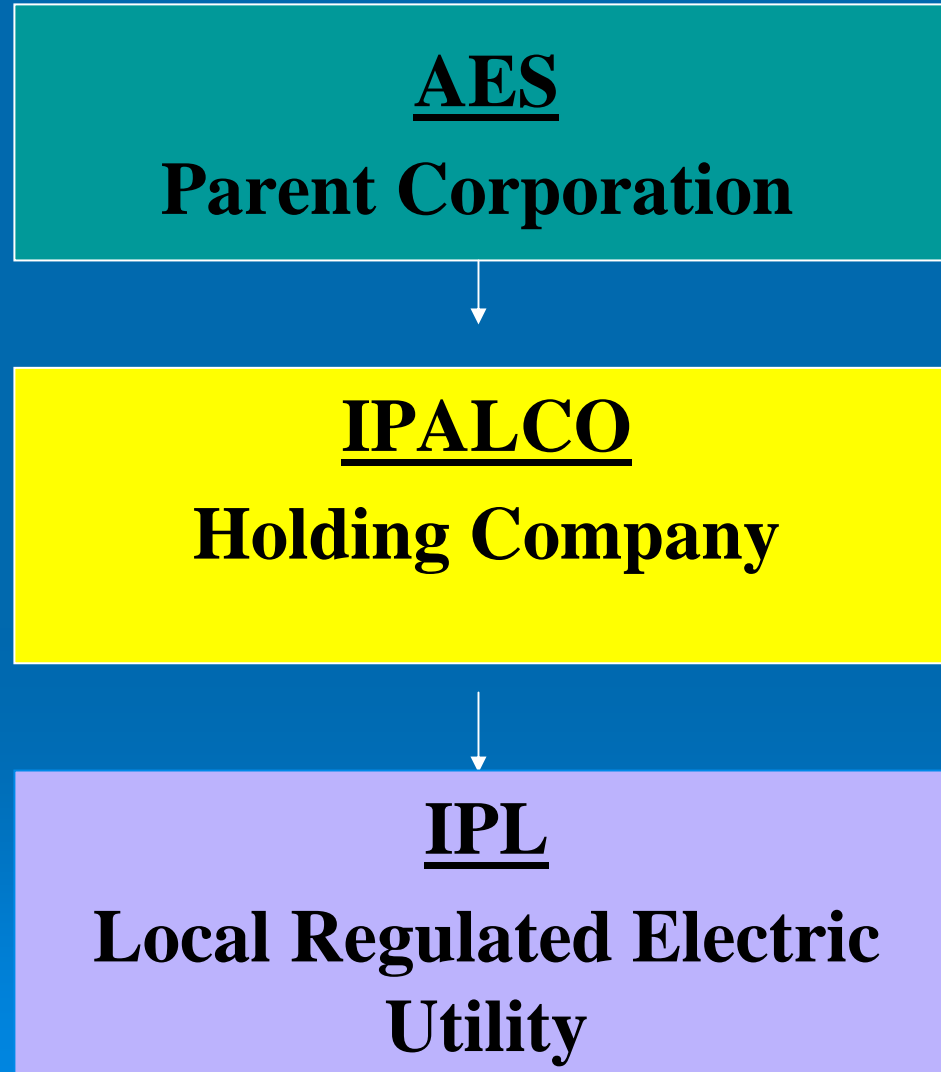 AES
Parent Corporation
IPALCO
Holding Company
IPL
Local Regulated Electric
Utility